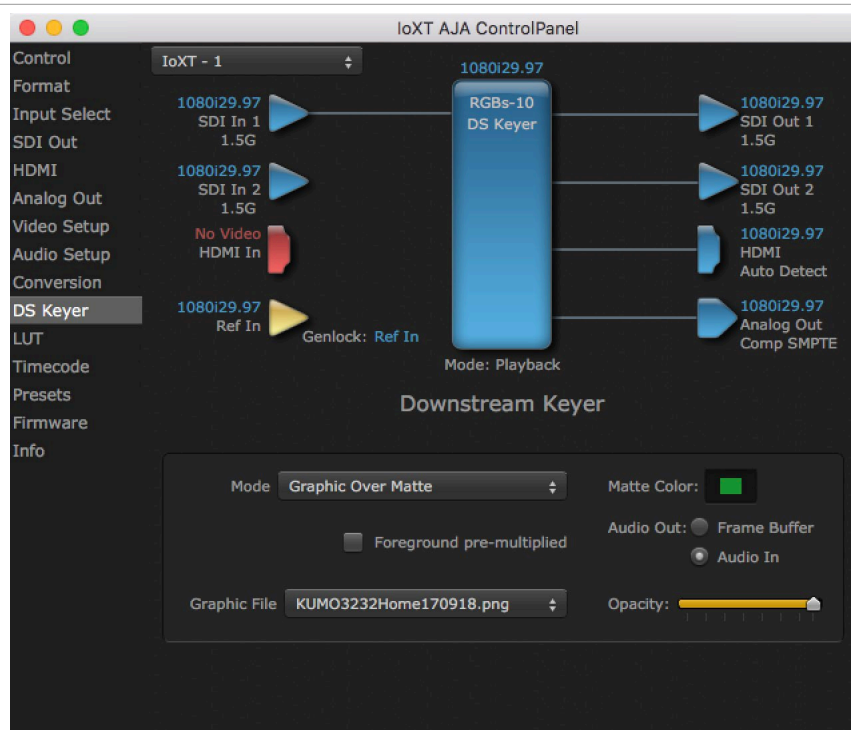 IoXT AJA ControlPanel
Control
Format
Input Select
SDI Out
HDMI
Analog Out
Video Setup
Audio Setup
Conversion
DS Keyer
LUT
Timecode
Presets
Firmware
Info
IoXT - 1
1080i29.97
SDI In 1
1.5G
1080i29.97
SDI In 2
1.5G
No Video
HDMI In
1080i29.97
Ref In
Genlock: Ref In
1080i29.97
RGBs-10
DS Keyer
Mode: Playback
1080i29.97
SDI Out 1
1.5G
1080i29.97
SDI Out 2
1.5G
1080i29.97
HDMI
Auto Detect
1080i29.97
Analog Out
Comp SMPTE
Downstream Keyer
Mode Graphic Over Matte
Matte Color:
Foreground pre-multiplied
Audio Out: Frame Buffer
Audio In
Graphic File KUMO3232Home170918.png
Opacity: